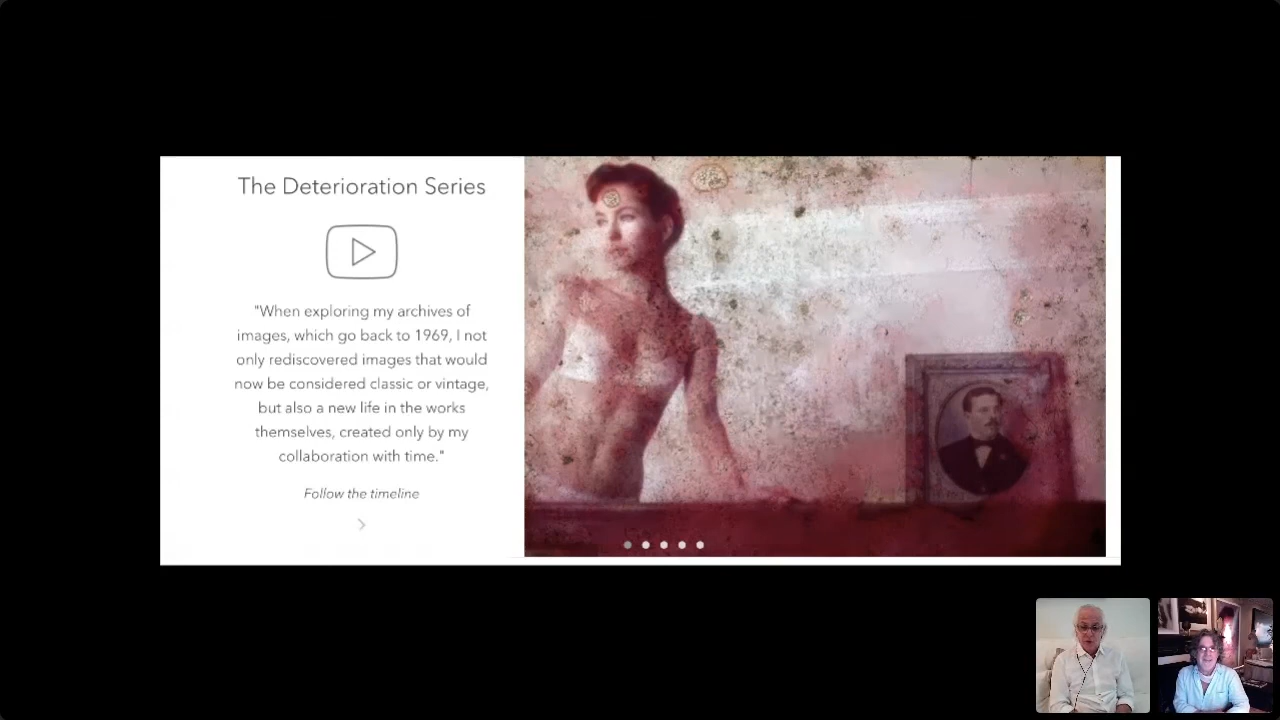 The Deterioration Series
"When exploring my archives of
images, which go back to 1969, I not
only rediscovered images that would
now be considered classic or vintage,
but also a new life in the works
themselves, created only by my
collaboration with time."
Follow the timeline